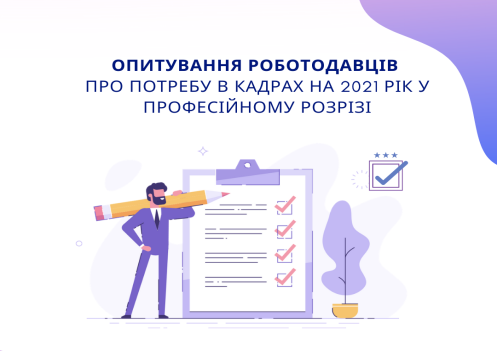 ОПИТУВАННЯ РОБОТОДАВЦІВ
ПРО ПОТРЕБУ В КАДРАХ НА 2021 РІК У
ПРОФЕСІЙНОМУ РОЗРІЗІ